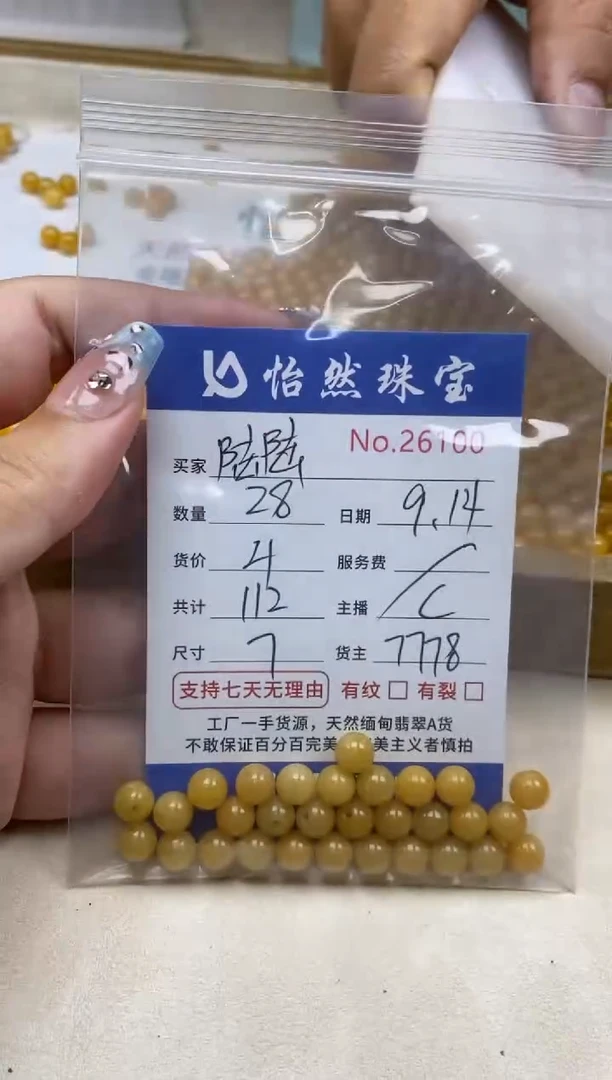 怡然珠宝
No.26100
买家 陆陆
数量 28 日期 9.14
货价 4 服务费 /
共计 112 主播 C
尺寸 7 货主 7778
支持七天无理由 有纹 □ 有裂 □
工厂一手货源，天然缅甸翡翠A货
不敢保证百分百完美 美主义者慎拍